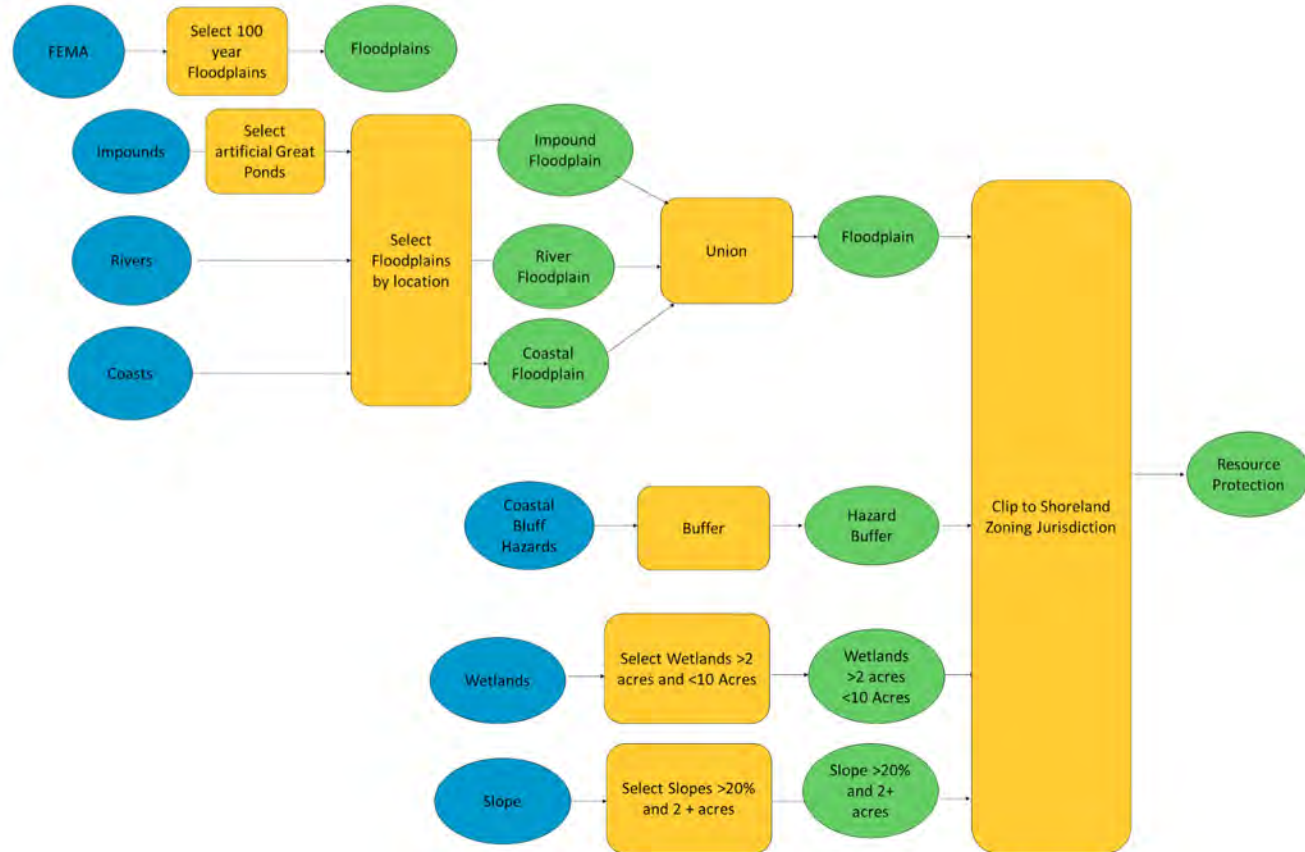 FEMA
Select 100
year
Floodplains
Floodplains
Impounds
Select
artificial Great
Ponds
Rivers
Coasts
Select
Floodplains
by location
Impound
Floodplain
River
Floodplain
Coastal
Floodplain
Union
Floodplain
Coastal
Bluff
Hazards
Buffer
Hazard
Buffer
Wetlands
Select Wetlands >2
acres and <10 Acres
Wetlands
>2 acres
<10 Acres
Slope
Select Slopes >20%
and 2 + acres
Slope >20%
and 2+
acres
Clip to Shoreland
Zoning Jurisdiction
Resource
Protection